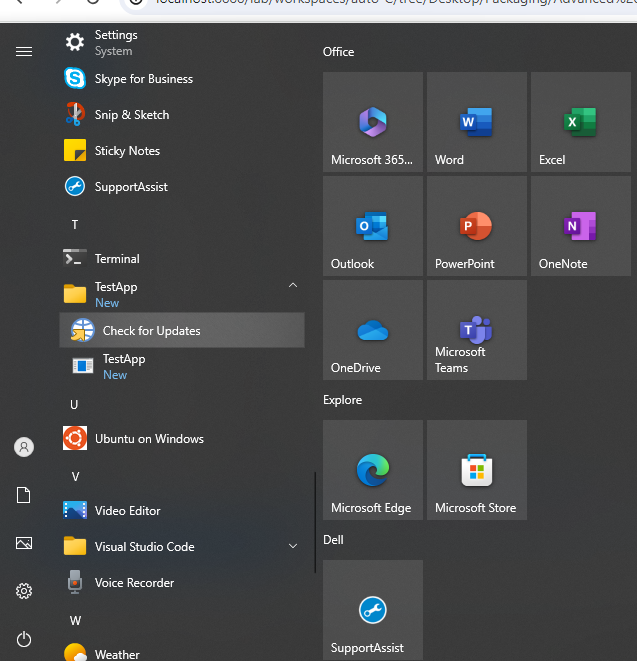 localhost:8888/lab/workspaces/auto-C/tree/Desktop/Packaging/Advanced%20
Settings
System
Skype for Business
Snip & Sketch
Sticky Notes
SupportAssist
T
Terminal
TestApp
New
Check for Updates
TestApp
New
U
Ubuntu on Windows
V
Video Editor
Visual Studio Code
Voice Recorder
W
Weather
Office
Microsoft 365...
Word
Excel
Outlook
PowerPoint
OneNote
OneDrive
Microsoft
Teams
Explore
Microsoft Edge
Microsoft Store
Dell
SupportAssist